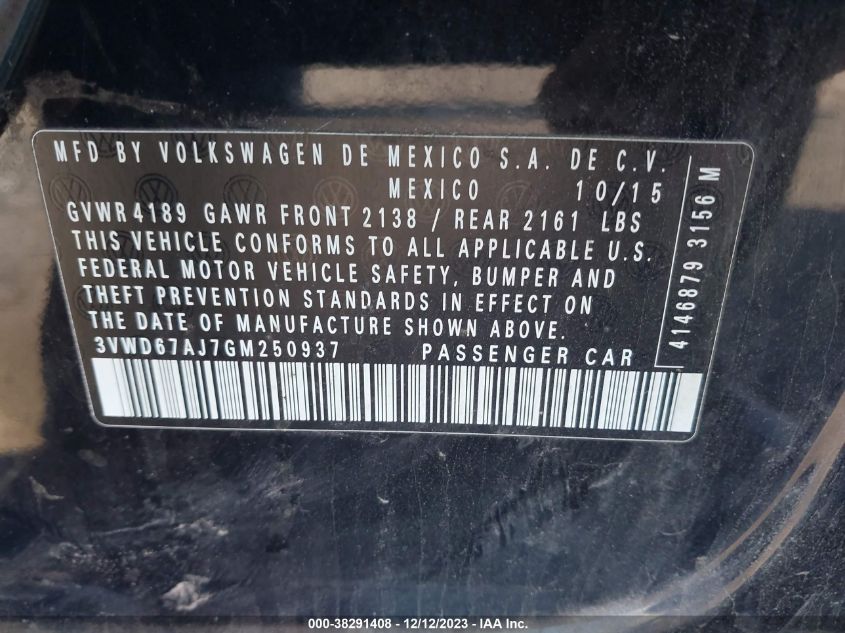 MFD BY VOLKSWAGEN DE MEXICO S.A. DE C.V.
MEXICO 10/15
GVWR4189 GAWR FRONT 2138 / REAR 2161 LBS
THIS VEHICLE CONFORMS TO ALL APPLICABLE U.S.
FEDERAL MOTOR VEHICLE SAFETY, BUMPER AND
THEFT PREVENTION STANDARDS IN EFFECT ON
THE DATE OF MANUFACTURE SHOWN ABOVE.
3VWD67AJ7GM250937 PASSENGER CAR
4146879 3156 M
000-38291408 - 12/12/2023 - IAA Inc.